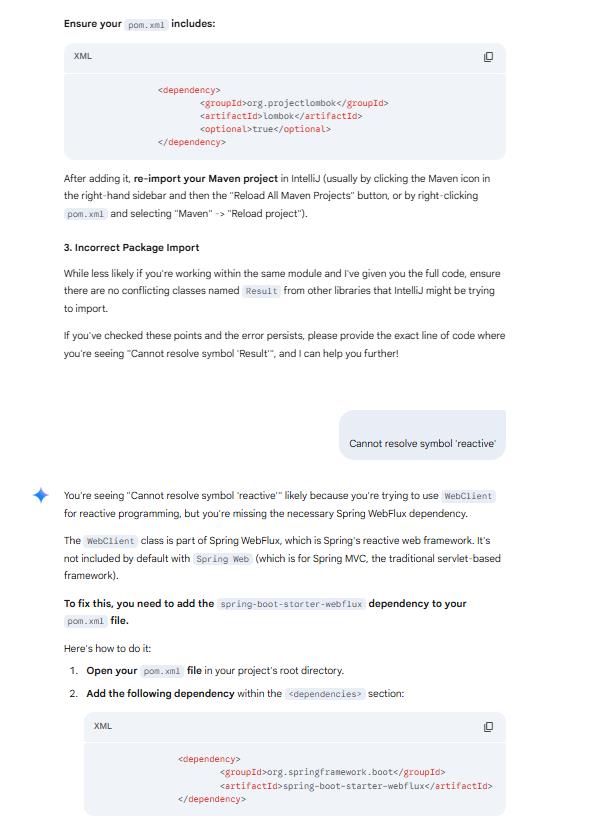 Ensure your pom.xml includes:
XML
<dependency>
<groupId>org.projectlombok</groupId>
<artifactId>lombok</artifactId>
<optional>true</optional>
</dependency>
After adding it, re-import your Maven project in IntelliJ (usually by clicking the Maven icon in
the right-hand sidebar and then the "Reload All Maven Projects" button, or by right-clicking
pom.xml and selecting "Maven" -> "Reload project").
3. Incorrect Package Import
While less likely if you're working within the same module and I've given you the full code, ensure
there are no conflicting classes named Result from other libraries that IntelliJ might be trying
to import.
If you've checked these points and the error persists, please provide the exact line of code where
you're seeing "Cannot resolve symbol 'Result'", and I can help you further!
Cannot resolve symbol 'reactive'
You're seeing "Cannot resolve symbol 'reactive'" likely because you're trying to use WebClient
for reactive programming, but you're missing the necessary Spring WebFlux dependency.
The WebClient class is part of Spring WebFlux, which is Spring's reactive web framework. It's
not included by default with Spring Web (which is for Spring MVC, the traditional servlet-based
framework).
To fix this, you need to add the spring-boot-starter-webflux dependency to your
pom.xml file.
Here's how to do it:
1. Open your pom.xml file in your project's root directory.
2. Add the following dependency within the <dependencies> section:
XML
<dependency>
<groupId>org.springframework.boot</groupId>
<artifactId>spring-boot-starter-webflux</artifactId>
</dependency>